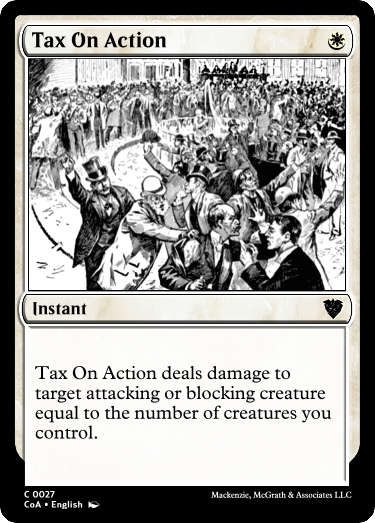 Tax On Action
Instant
Tax On Action deals damage to
target attacking or blocking creature
equal to the number of creatures you
control.
C 0027
CoA • English
Mackenzie, McGrath & Associates LLC